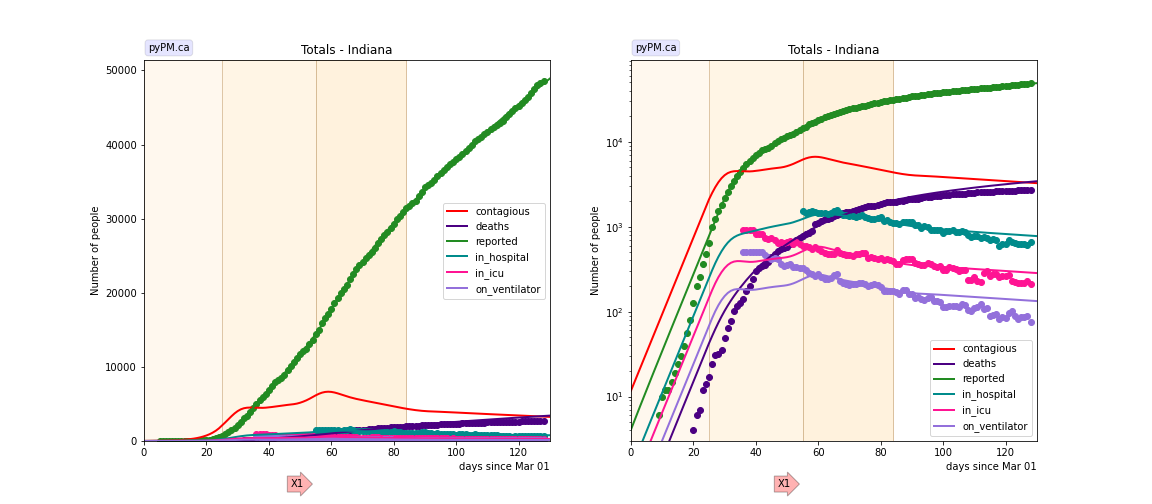 pyPM.ca
Totals - Indiana
50000
40000
30000
20000
10000
0
Number of people
contagious
deaths
reported
in_hospital
in_icu
on_ventilator
0 20 40 60 80 100 120
days since Mar 01
X1
pyPM.ca
Totals - Indiana
10^4
10^3
10^2
10^1
Number of people
contagious
deaths
reported
in_hospital
in_icu
on_ventilator
0 20 40 60 80 100 120
days since Mar 01
X1